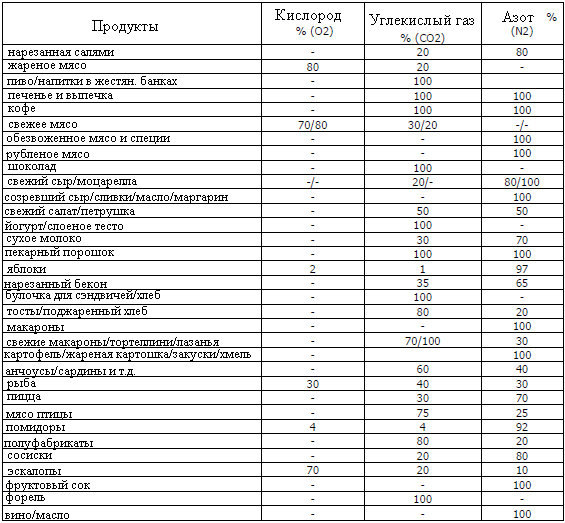 Продукты Кислород % (O2) Углекислый газ % (CO2) Азот % (N2)
нарезанная салями - 20 80
жареное мясо 80 20 -
пиво/напитки в жестян. банках - 100
печенье и выпечка - 100 100
кофе - 100 100
свежее мясо 70/80 30/20 -/-
обезвоженное мясо и специи - - 100
рубленое мясо - - 100
шоколад - 100 -
свежий сыр/моцарелла -/- 20/- 80/100
созревший сыр/сливки/масло/маргарин - - 100
свежий салат/петрушка - 50 50
йогурт/слоеное тесто - 100 -
сухое молоко - 30 70
пекарный порошок - 100 100
яблоки 2 1 97
нарезанный бекон - 35 65
булочка для сэндвичей/хлеб - 100 -
тосты/поджаренный хлеб - 80 20
макароны - - 100
свежие макароны/тортеллини/лазанья 70/100 30
картофель/жареная картошка/закуски/хмель - 100
анчоусы/сардины и т.д. - 60 40
рыба 30 40 30
пицца - 30 70
мясо птицы - 75 25
помидоры 4 4 92
полуфабрикаты - 80 20
сосиски - 20 80
эскалопы 70 20 10
фруктовый сок - - 100
форель - 100 -
вино/масло - - 100